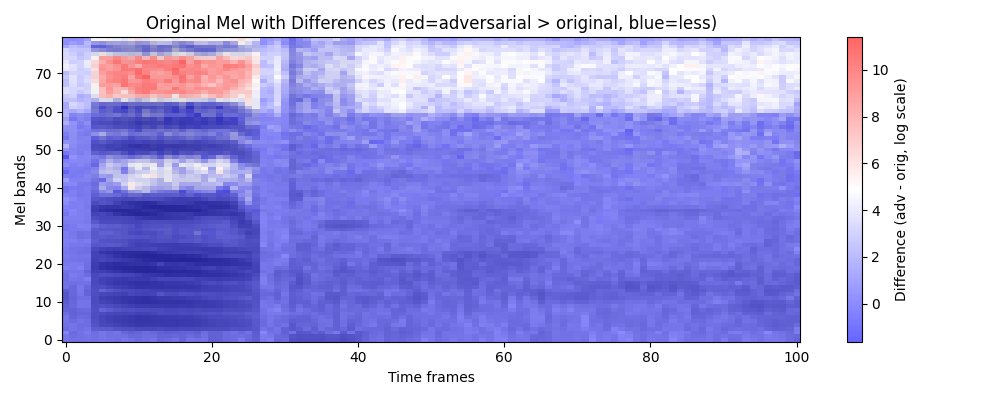 Original Mel with Differences (red=adversarial > original, blue=less)
Mel bands
70
60
50
40
30
20
10
0
0 20 40 60 80 100
Time frames
10
8
6
4
2
0
Difference (adv - orig, log scale)